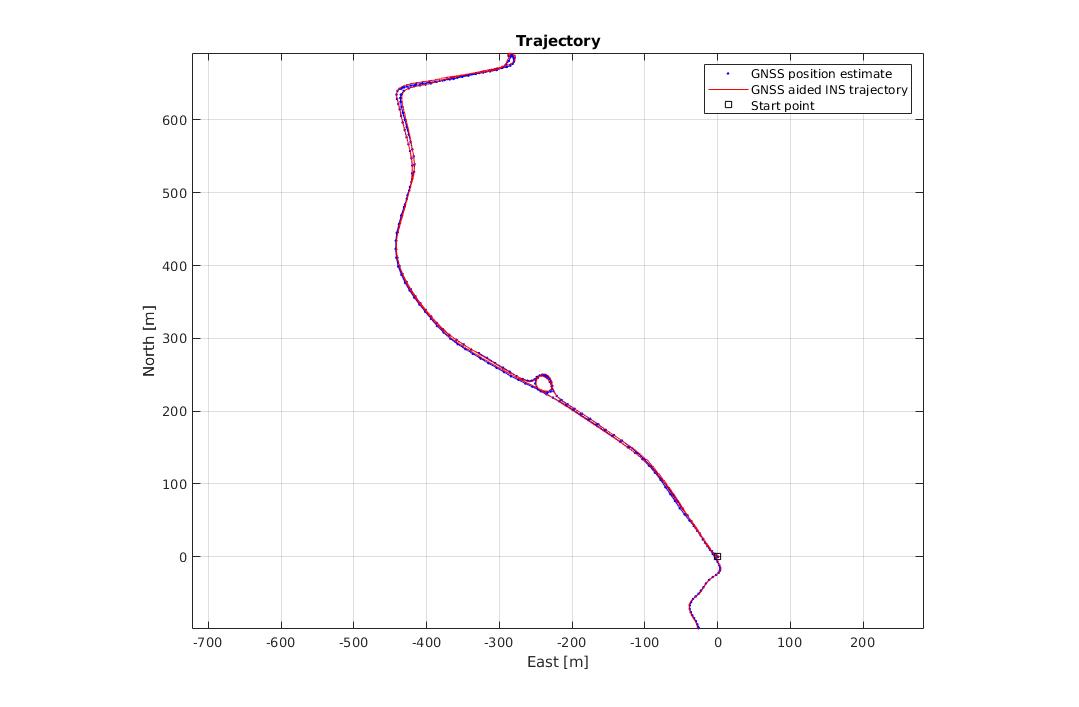 Trajectory
GNSS position estimate
GNSS aided INS trajectory
Start point
600
500
400
300
200
100
0
North [m]
-700 -600 -500 -400 -300 -200 -100 0 100 200
East [m]